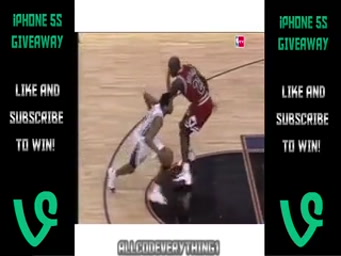 iPHONE 5S
GIVEAWAY
LIKE AND
SUBSCRIBE
TO WIN!
iPHONE 5S
GIVEAWAY
LIKE AND
SUBSCRIBE
TO WIN!
ALLCODEVERYTHING1